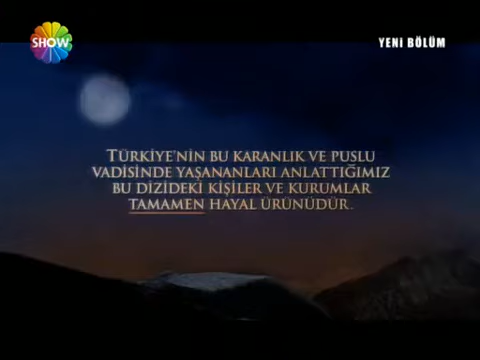 SHOW
YENİ BÖLÜM
TÜRKİYE'NİN BU KARANLIK VE PUSLU
VADİSİNDE YAŞANANLARI ANLATTIĞIMIZ
BU DİZİDEKİ KİŞİLER VE KURUMLAR
TAMAMEN HAYAL ÜRÜNÜDÜR.